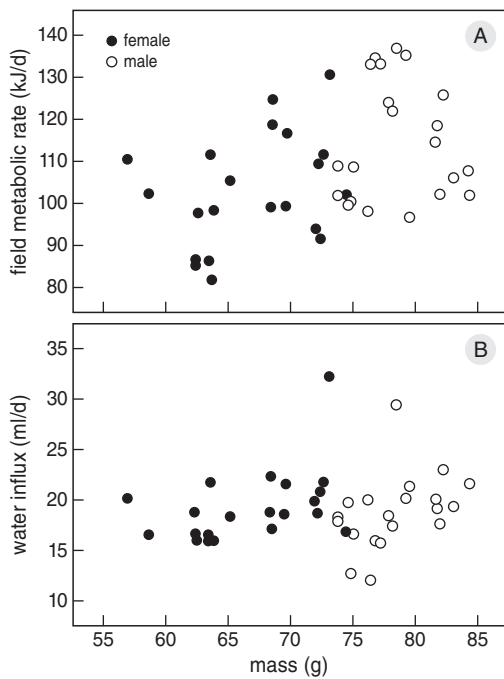 A
female
male
140
130
120
110
100
90
80
field metabolic rate (kJ/d)
B
35
30
25
20
15
10
water influx (ml/d)
55 60 65 70 75 80 85
mass (g)